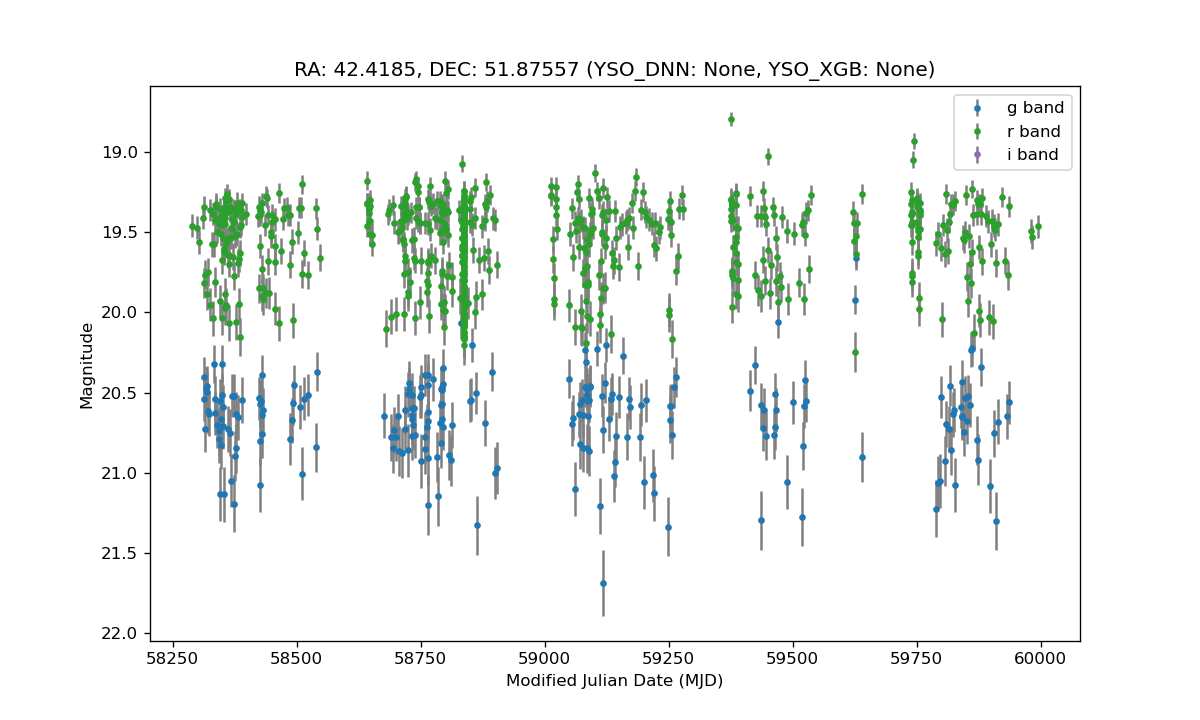 RA: 42.4185, DEC: 51.87557 (YSO_DNN: None, YSO_XGB: None)
g band
r band
i band
19.0
19.5
20.0
20.5
21.0
21.5
22.0
Magnitude
58250
58500
58750
59000
59250
59500
59750
60000
Modified Julian Date (MJD)